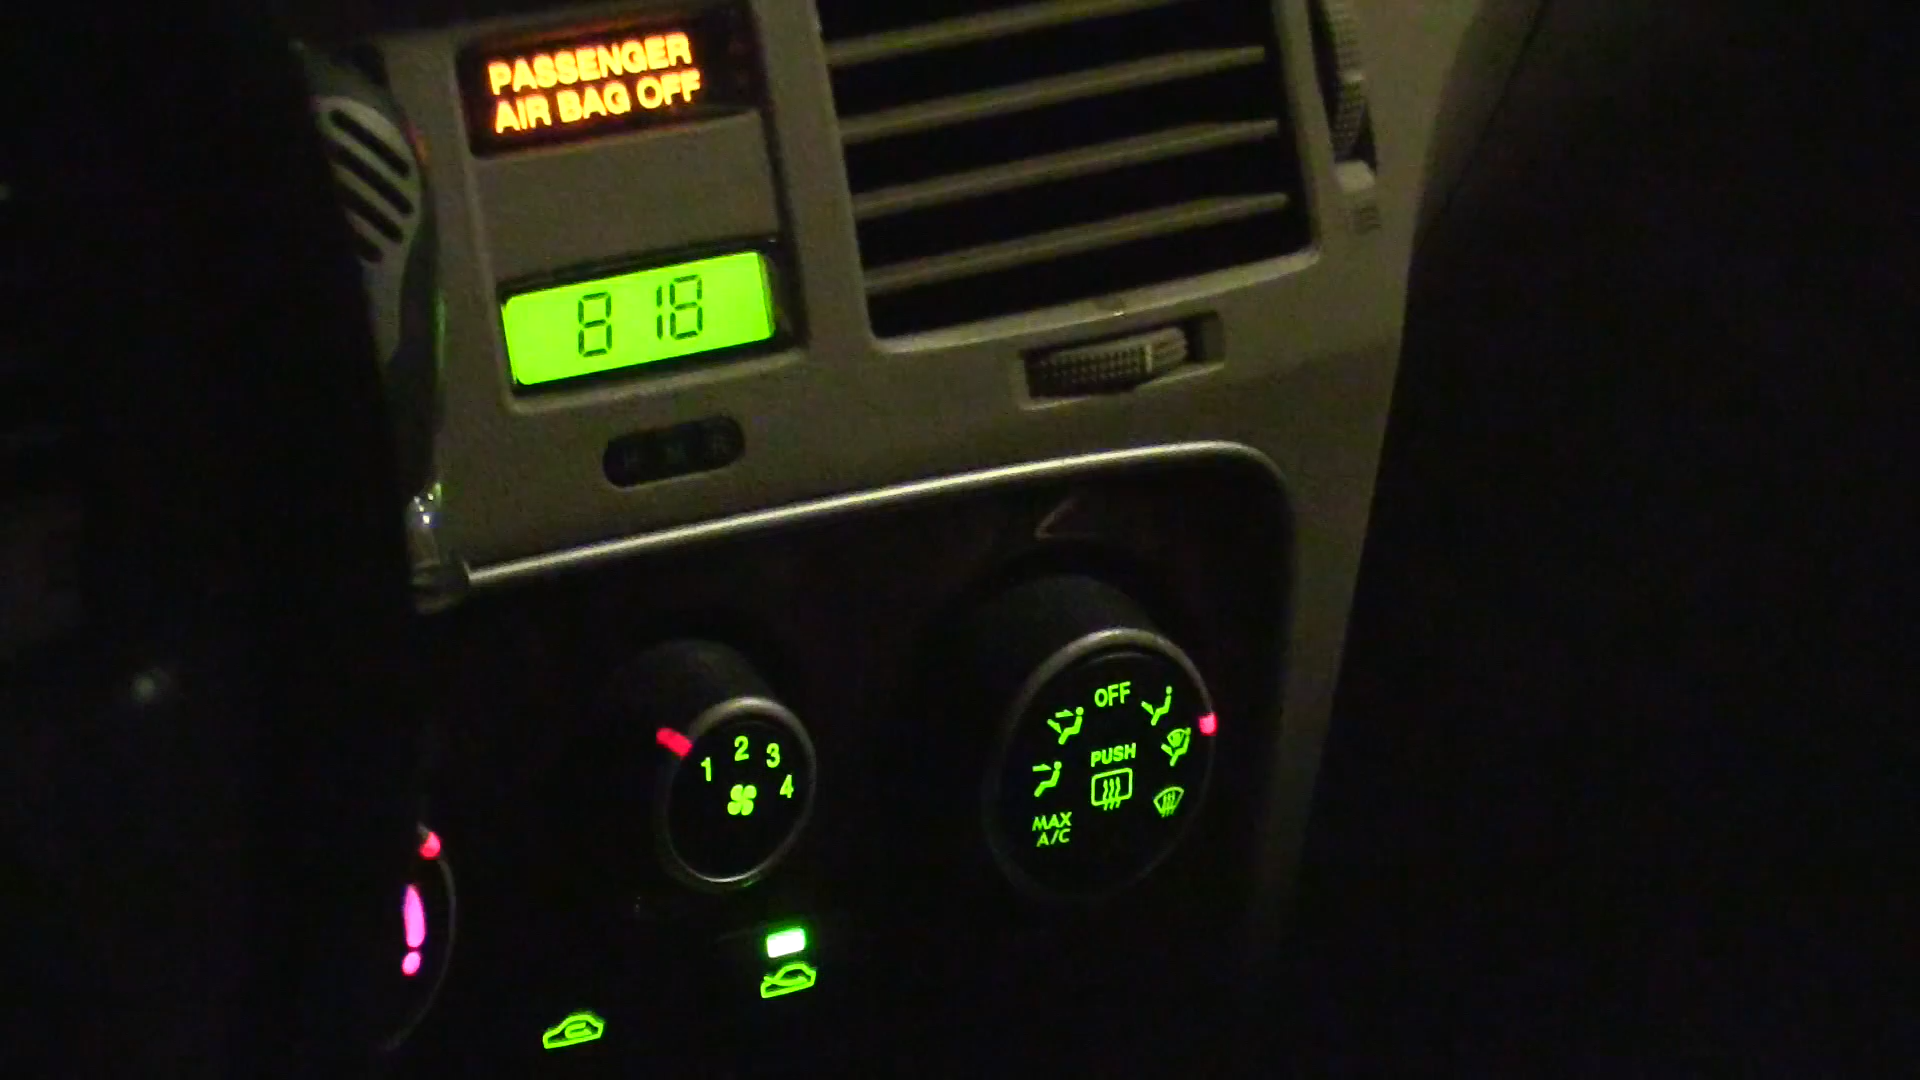 PASSENGER
AIR BAG OFF
8 18
OFF
PUSH
MAX
A/C
1 2 3 4